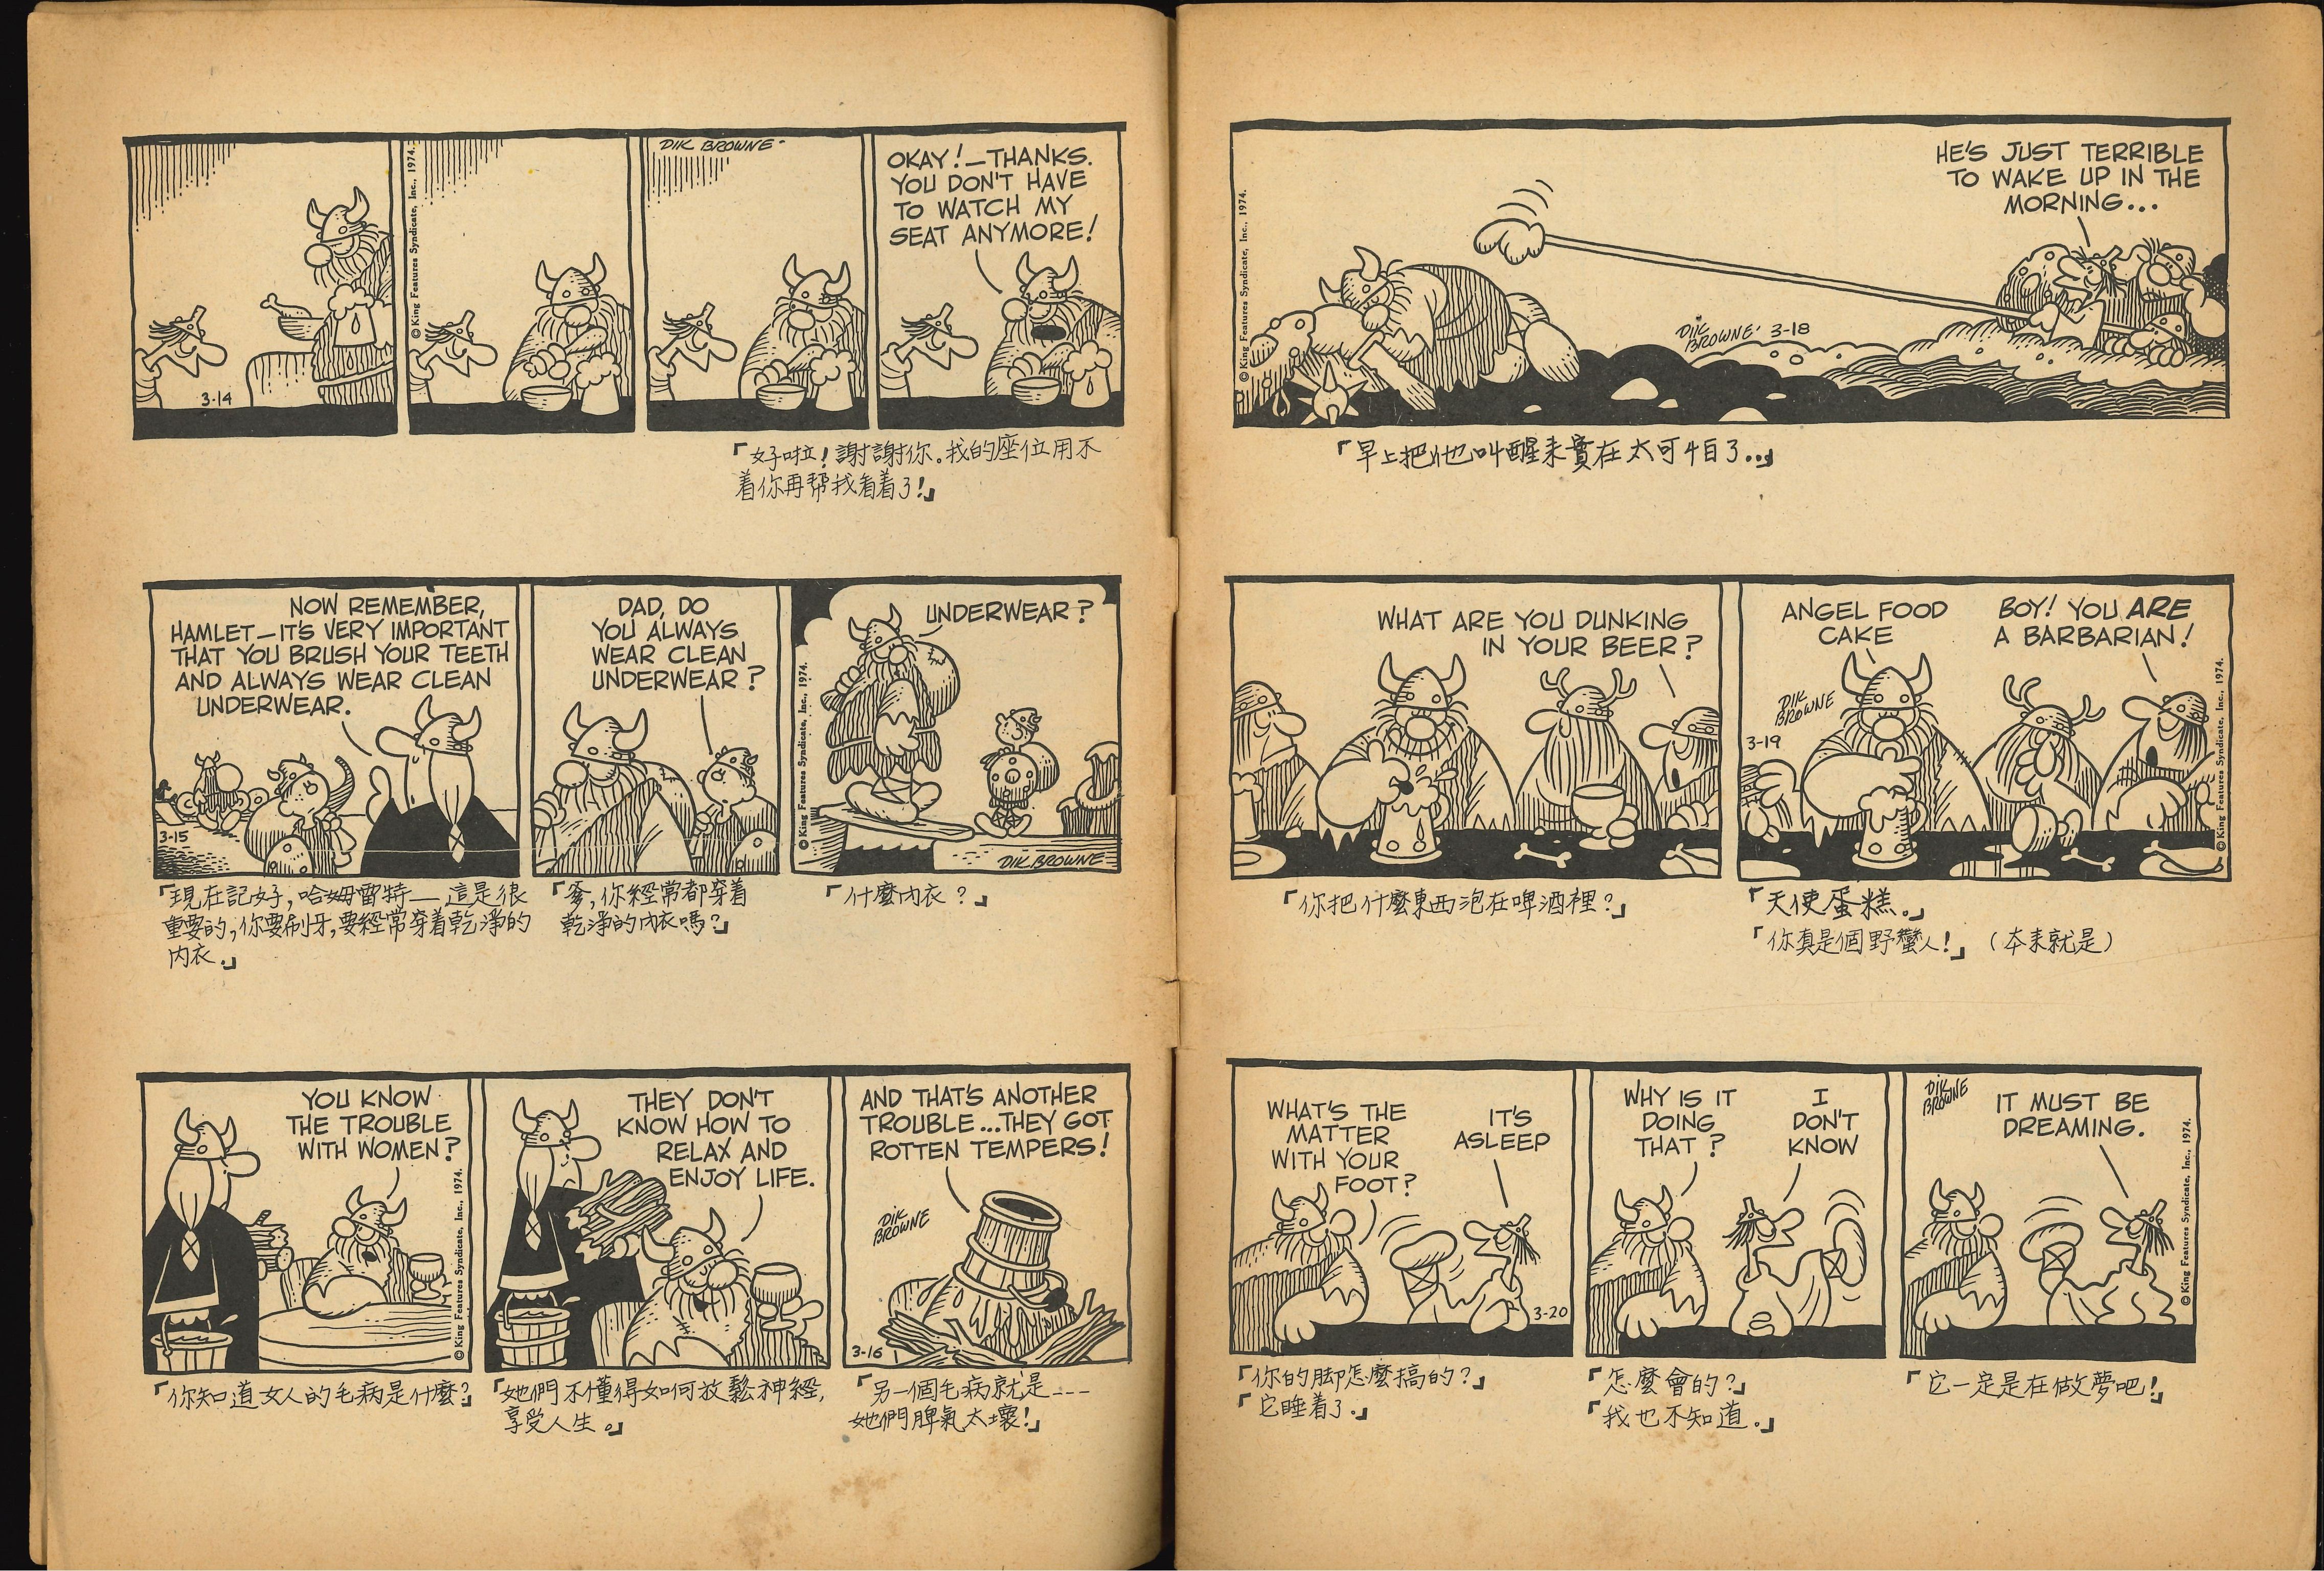 DIK BROWNE
OKAY!—THANKS.
YOU DON'T HAVE
TO WATCH MY
SEAT ANYMORE!
3-14
©King Features Syndicate, Inc., 1974.
「好啦!謝謝你。我的座位用不
着你再幫我看着了!」
NOW REMEMBER,
HAMLET—IT'S VERY IMPORTANT
THAT YOU BRUSH YOUR TEETH
AND ALWAYS WEAR CLEAN
UNDERWEAR.
3-15
DAD, DO
YOU ALWAYS
WEAR CLEAN
UNDERWEAR?
UNDERWEAR?
©King Features Syndicate, Inc., 1974.
DIK BROWNE
「現在記好,哈姆雷特—這是很
重要的,你要刷牙,要經常穿着乾淨的
內衣。」
「爹,你經常都穿着
乾淨的內衣嗎?」
「什麼內衣?」
YOU KNOW
THE TROUBLE
WITH WOMEN?
©King Features Syndicate, Inc., 1974.
THEY DON'T
KNOW HOW TO
RELAX AND
ENJOY LIFE.
AND THAT'S ANOTHER
TROUBLE...THEY GOT
ROTTEN TEMPERS!
DIK
BROWNE
3-16
「你知道女人的毛病是什麼?」
「她們不懂得如何放鬆神經,
享受人生。」
「另一個毛病就是---
她們脾氣太壞!」
HE'S JUST TERRIBLE
TO WAKE UP IN THE
MORNING...
©King Features Syndicate, Inc., 1974.
DIK
BROWNE 3-18
「早上把他叫醒來實在太可怕了...」
WHAT ARE YOU DUNKING
IN YOUR BEER?
ANGEL FOOD
CAKE
BOY! YOU ARE
A BARBARIAN!
DIK
BROWNE
3-19
©King Features Syndicate, Inc., 1974.
「你把什麼東西泡在啤酒裡?」
「天使蛋糕。」
「你真是個野蠻人!」(本來就是)
WHAT'S THE
MATTER
WITH YOUR
FOOT?
IT'S
ASLEEP
3-20
WHY IS IT
DOING
THAT?
I
DON'T
KNOW
DIK
BROWNE
IT MUST BE
DREAMING.
©King Features Syndicate, Inc., 1974.
「你的脚怎麼搞的?」
「它睡着了。」
「怎麼會的?」
「我也不知道。」
「它一定是在做夢吧!」